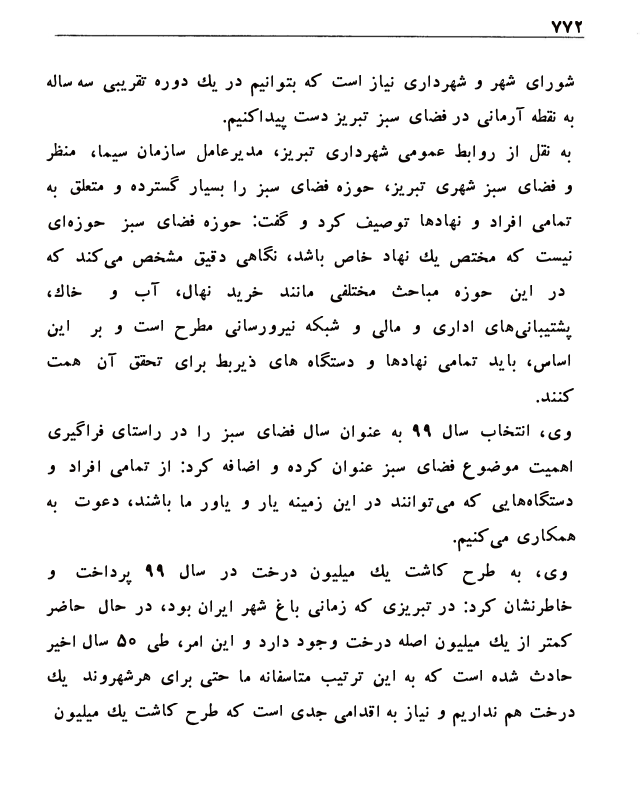 ۷۷۲
شورای شهر و شهرداری نیاز است که بتوانیم در یك دوره تقریبی سه ساله
به نقطه آرمانی در فضای سبز تبریز دست پیداکنیم.
به نقل از روابط عمومی شهرداری تبریز، مدیرعامل سازمان سیما، منظر
و فضای سبز شهری تبریز، حوزه فضای سبز را بسیار گسترده و متعلق به
تمامی افراد و نهادها توصیف کرد و گفت: حوزه فضای سبز حوزه‌ای
نیست که مختص یك نهاد خاص باشد، نگاهی دقیق مشخص می‌کند که
در این حوزه مباحث مختلفی مانند خرید نهال، آب و خاك،
پشتیبانی‌های اداری و مالی و شبکه نیرورسانی مطرح است و بر این
اساس، باید تمامی نهادها و دستگاه های ذیربط برای تحقق آن همت
کنند.
وی، انتخاب سال ۹۹ به عنوان سال فضای سبز را در راستای فراگیری
اهمیت موضوع فضای سبز عنوان کرده و اضافه کرد: از تمامی افراد و
دستگاه‌هایی که می‌توانند در این زمینه یار و یاور ما باشند، دعوت به
همکاری می‌کنیم.
وی، به طرح کاشت یك میلیون درخت در سال ۹۹ پرداخت و
خاطرنشان کرد: در تبریزی که زمانی باغ شهر ایران بود، در حال حاضر
کمتر از یك میلیون اصله درخت وجود دارد و این امر، طی ۵۰ سال اخیر
حادث شده است که به این ترتیب متاسفانه ما حتی برای هرشهروند یك
درخت هم نداریم و نیاز به اقدامی جدی است که طرح کاشت یك میلیون